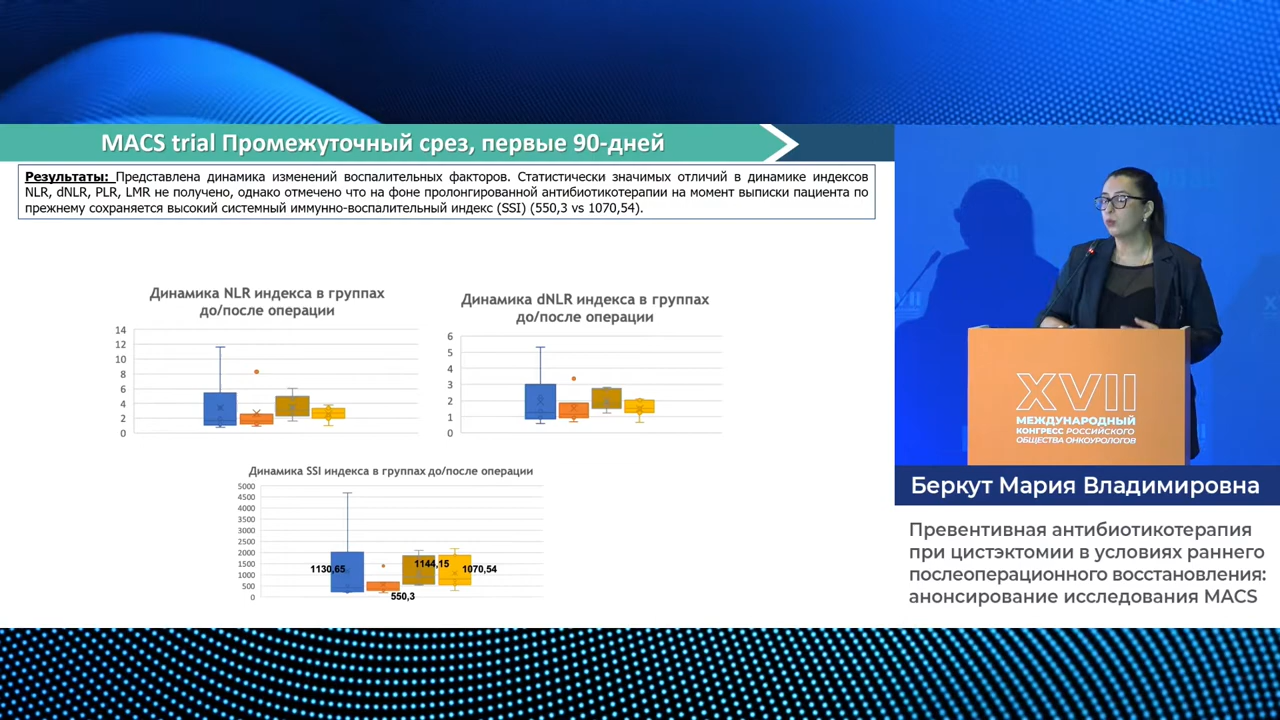 MACS trial Промежуточный срез, первые 90-дней
Результаты: Представлена динамика изменений воспалительных факторов. Статистически значимых отличий в динамике индексов
NLR, dNLR, PLR, LMR не получено, однако отмечено что на фоне пролонгированной антибиотикотерапии на момент выписки пациента по
прежнему сохраняется высокий системный иммунно-воспалительный индекс (SSI) (550,3 vs 1070,54).
Динамика NLR индекса в группах
до/после операции
14
12
10
8
6
4
2
0
Динамика dNLR индекса в группах
до/после операции
6
5
4
3
2
1
0
Динамика SSI индекса в группах до/после операции
5000
4500
4000
3500
3000
2500
2000
1500
1000
500
0
1130,65
550,3
1144,15
1070,54
XVII
XVII
МЕЖДУНАРОДНЫЙ
КОНГРЕСС РОССИЙСКОГО
ОБЩЕСТВА ОНКОУРОЛОГОВ
Беркут Мария Владимировна
Превентивная антибиотикотерапия
при цистэктомии в условиях раннего
послеоперационного восстановления:
анонсирование исследования MACS